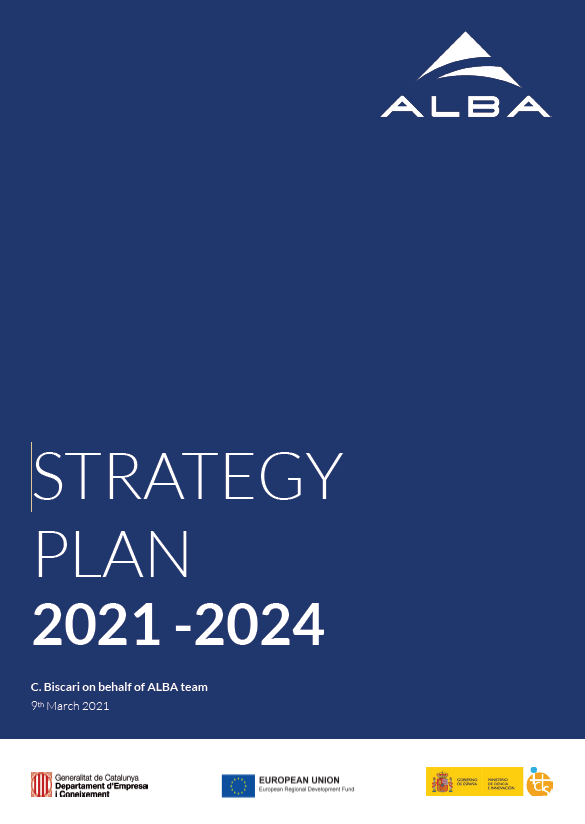 ALBA
STRATEGY
PLAN
2021 -2024
C. Biscari on behalf of ALBA team
9th March 2021
Generalitat de Catalunya
Departament d'Empresa
i Coneixement
EUROPEAN UNION
European Regional Development Fund
GOBIERNO
DE ESPAÑA
MINISTERIO
DE CIENCIA
E INNOVACIÓN